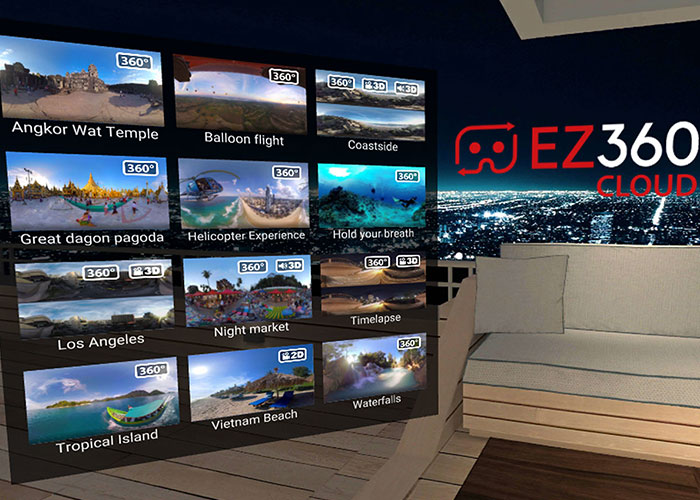 360°
Angkor Wat Temple
360°
Balloon flight
360° 3D 3D
Coastside
360°
Great dagon pagoda
360°
Helicopter Experience
360°
Hold your breath
360° 3D
Los Angeles
360° 3D
Night market
360° 3D
Timelapse
360°
Tropical Island
2D
Vietnam Beach
360°
Waterfalls
EZ360
CLOUD